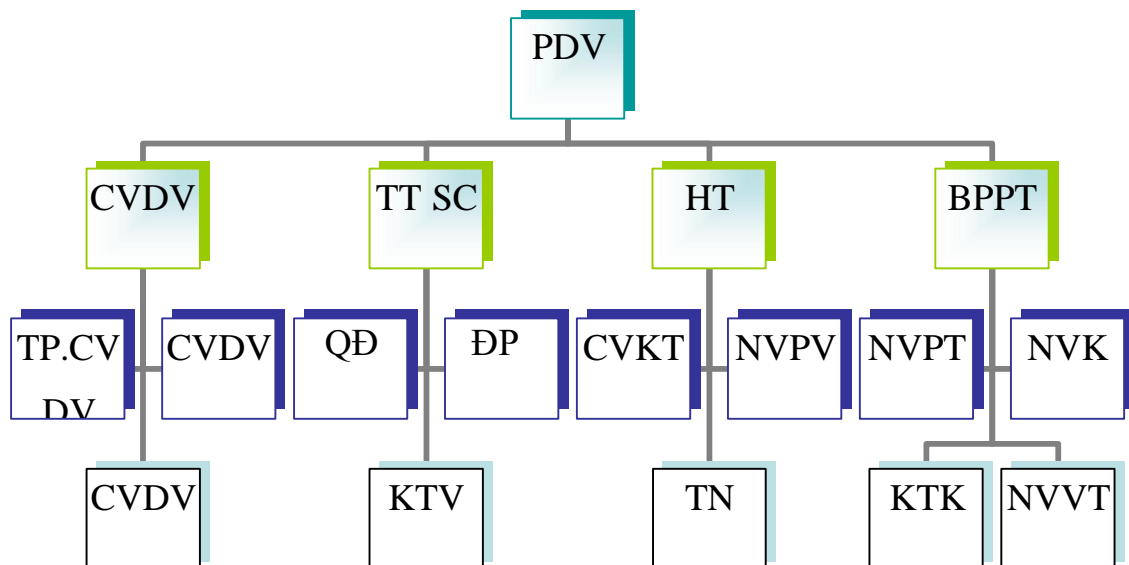 PDV
CVDV
TT SC
HT
BPPT
TP.CV
DV
CVDV
QĐ
ĐP
CVKT
NVPV
NVPT
NVK
CVDV
KTV
TN
KTK
NVVT